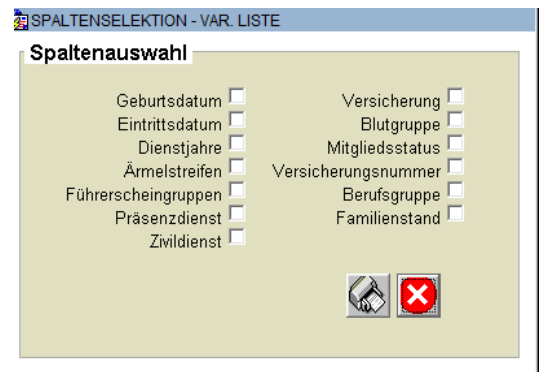 SPALTENSELEKTION - VAR. LISTE
Spaltenauswahl
Geburtsdatum
Eintrittsdatum
Dienstjahre
Ärmelstreifen
Führerscheingruppen
Präsenzdienst
Zivildienst
Versicherung
Blutgruppe
Mitgliedsstatus
Versicherungsnummer
Berufsgruppe
Familienstand